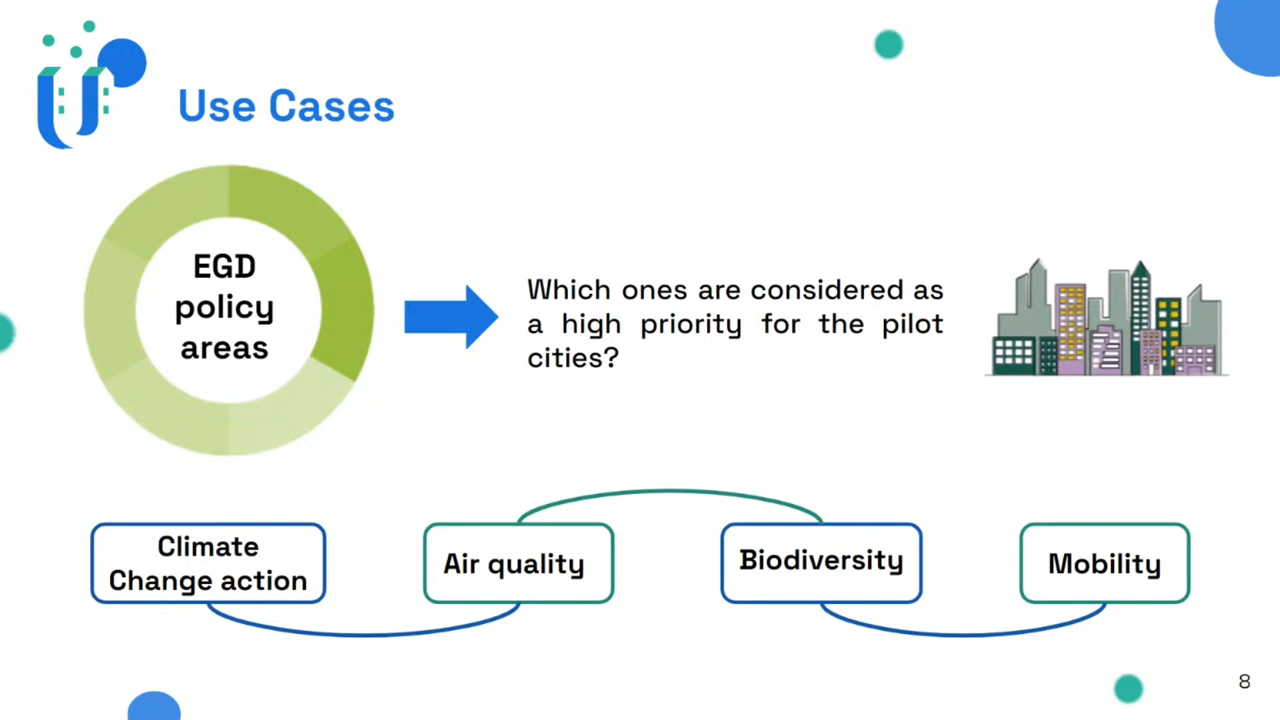 Use Cases
EGD
policy
areas
Which ones are considered as
a high priority for the pilot
cities?
Climate
Change action
Air quality
Biodiversity
Mobility
8